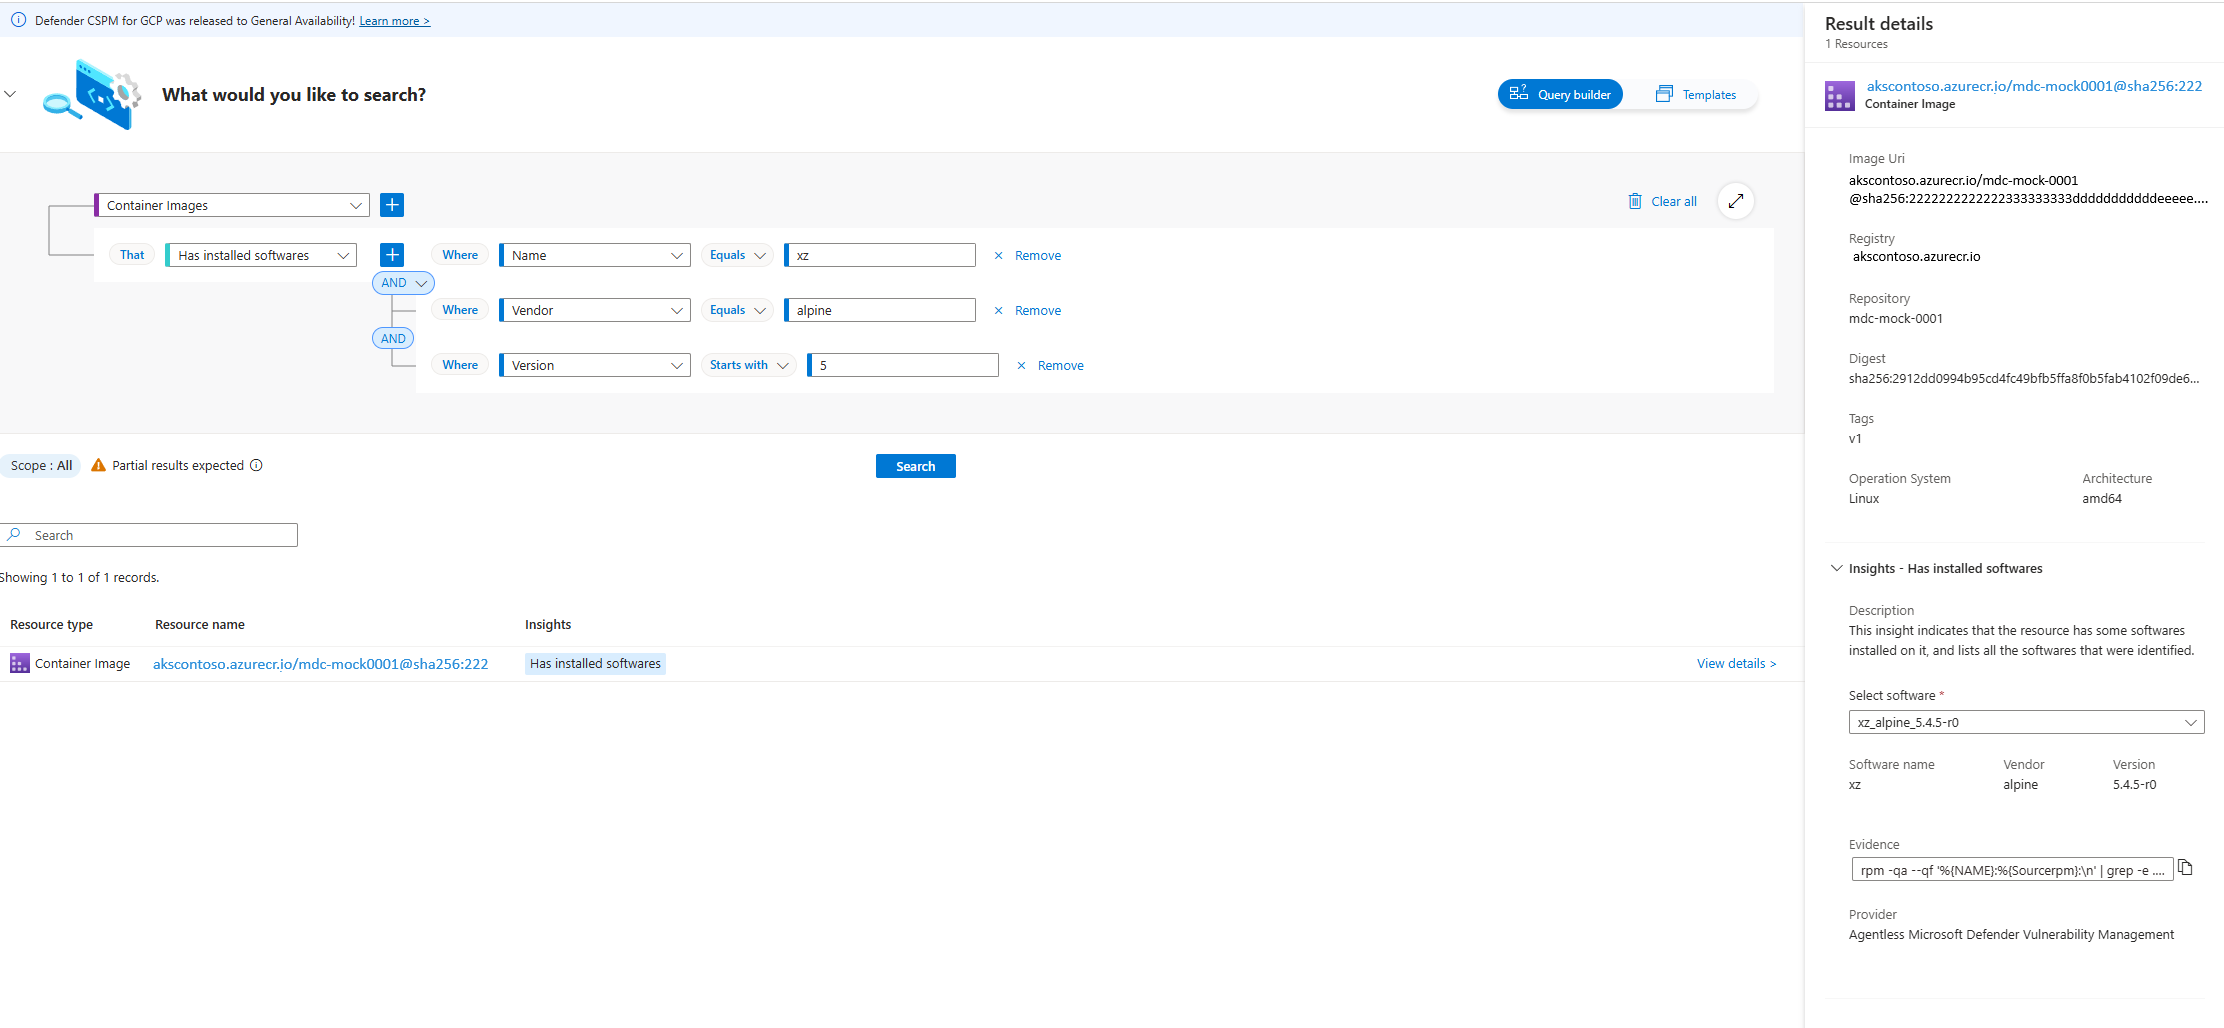 Defender CSPM for GCP was released to General Availability! Learn more >
What would you like to search?
Query builder
Templates
Container Images
Clear all
That
Has installed softwares
Where
Name
Equals
xz
Remove
AND
Where
Vendor
Equals
alpine
Remove
AND
Where
Version
Starts with
5
Remove
Scope : All
Partial results expected
Search
Search
Showing 1 to 1 of 1 records.
Resource type
Resource name
Insights
Container Image
akscontoso.azurecr.io/mdc-mock0001@sha256:222
Has installed softwares
View details >
Result details
1 Resources
akscontoso.azurecr.io/mdc-mock0001@sha256:222
Container Image
Image Uri
akscontoso.azurecr.io/mdc-mock-0001
Registry
akscontoso.azurecr.io
Repository
mdc-mock-0001
Digest
sha256:2912dd0994b95cd4fc49bfb5ffa8f0b5fab4102f09de6...
Tags
v1
Operation System
Linux
Architecture
amd64
Insights - Has installed softwares
Description
This insight indicates that the resource has some softwares
installed on it, and lists all the softwares that were identified.
Select software *
xz_alpine_5.4.5-r0
Software name
xz
Vendor
alpine
Version
5.4.5-r0
Evidence
rpm -qa --qf '%{NAME}:%{Sourcerpm}:\n' | grep -e ....
Provider
Agentless Microsoft Defender Vulnerability Management